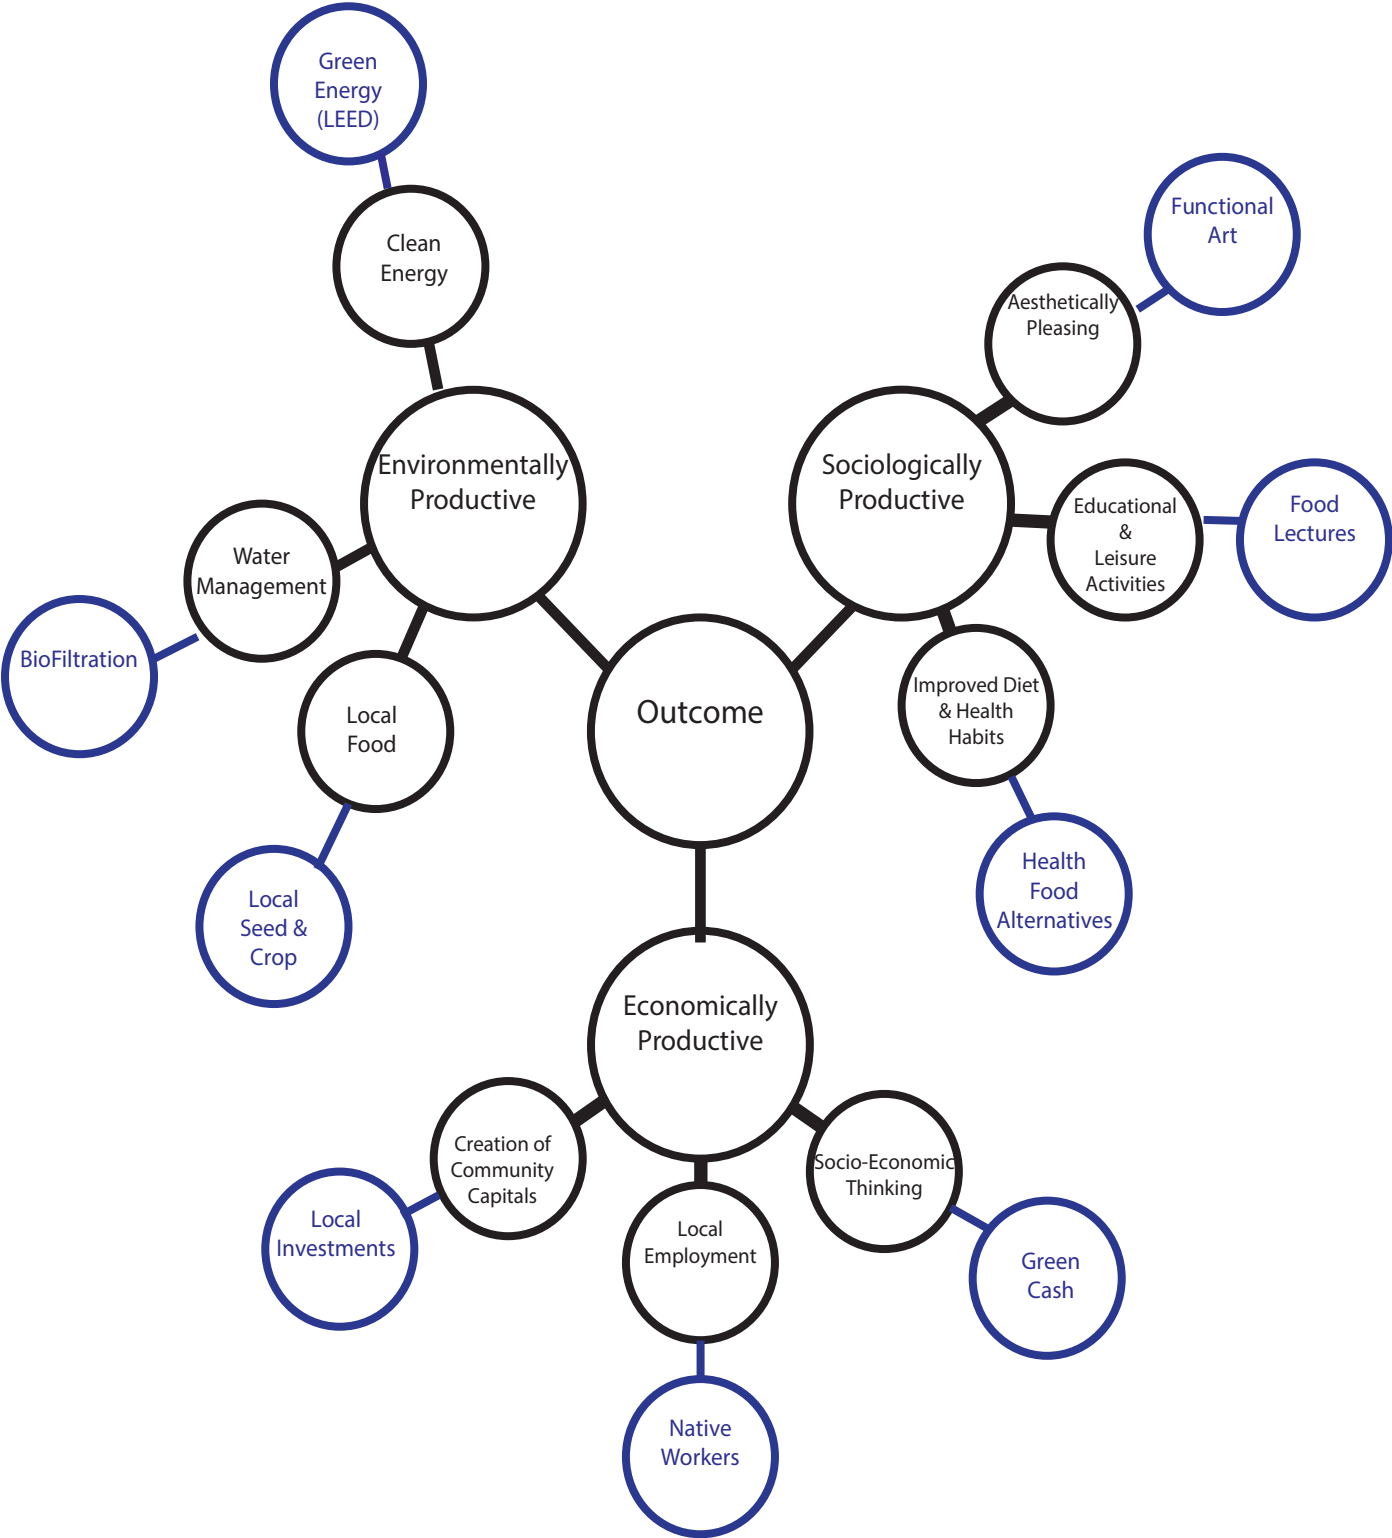 Green
Energy
(LEED)
Clean
Energy
Functional
Art
Aesthetically
Pleasing
Environmentally
Productive
Sociologically
Productive
Educational
&
Leisure
Activities
Food
Lectures
Water
Management
BioFiltration
Local
Food
Outcome
Improved Diet
& Health
Habits
Local
Seed &
Crop
Health
Food
Alternatives
Economically
Productive
Creation of
Community
Capitals
Socio-Economic
Thinking
Local
Investments
Local
Employment
Green
Cash
Native
Workers